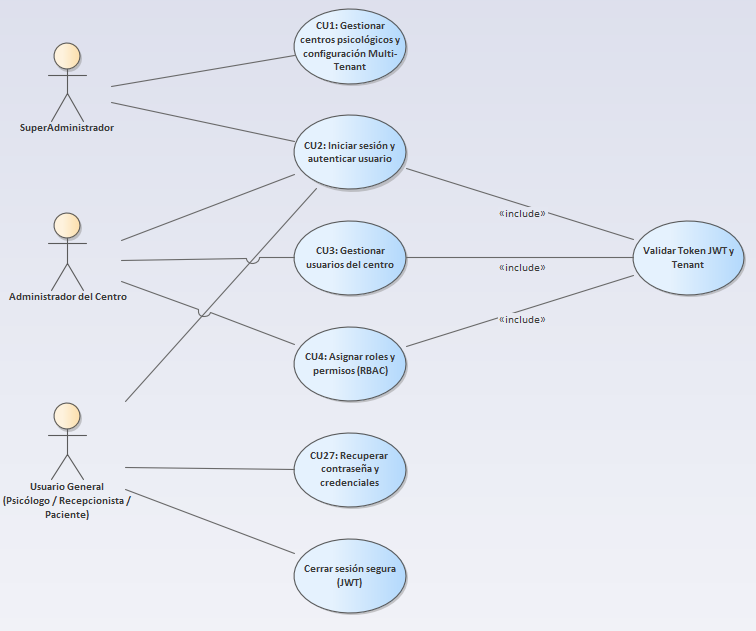 CU1: Gestionar
centros psicológicos y
configuración Multi-
Tenant
SuperAdministrador
CU2: Iniciar sesión y
autenticar usuario
«include»
Administrador del Centro
CU3: Gestionar
usuarios del centro
«include»
Validar Token JWT y
Tenant
«include»
CU4: Asignar roles y
permisos (RBAC)
Usuario General
(Psicólogo / Recepcionista /
Paciente)
CU27: Recuperar
contraseña y
credenciales
Cerrar sesión segura
(JWT)